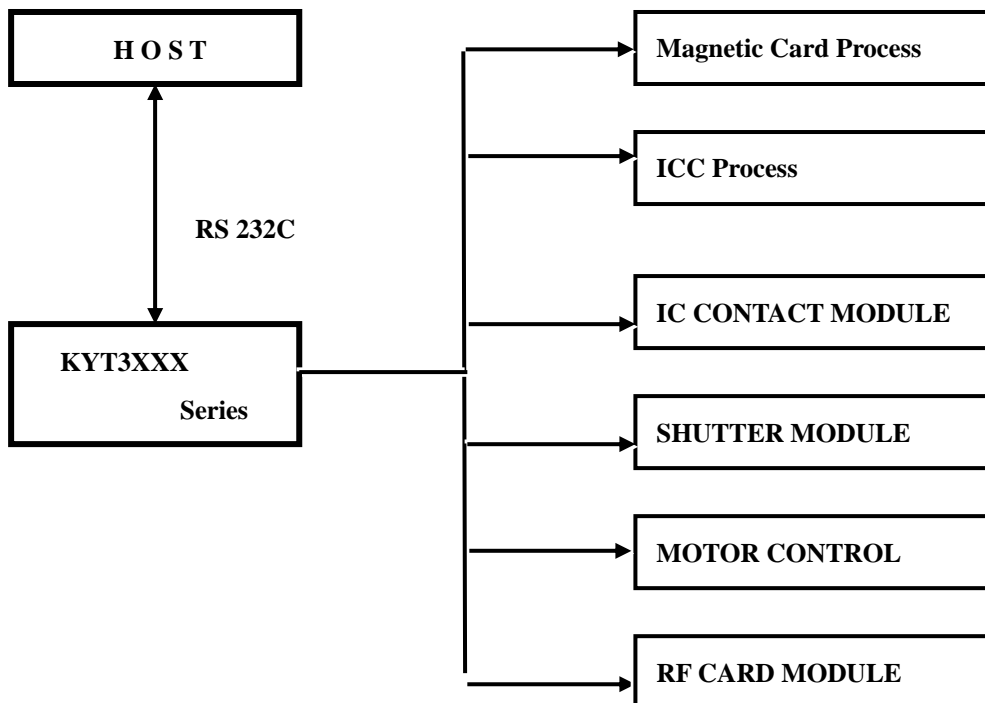 H O S T
RS 232C
KYT3XXX
Series
Magnetic Card Process
ICC Process
IC CONTACT MODULE
SHUTTER MODULE
MOTOR CONTROL
RF CARD MODULE